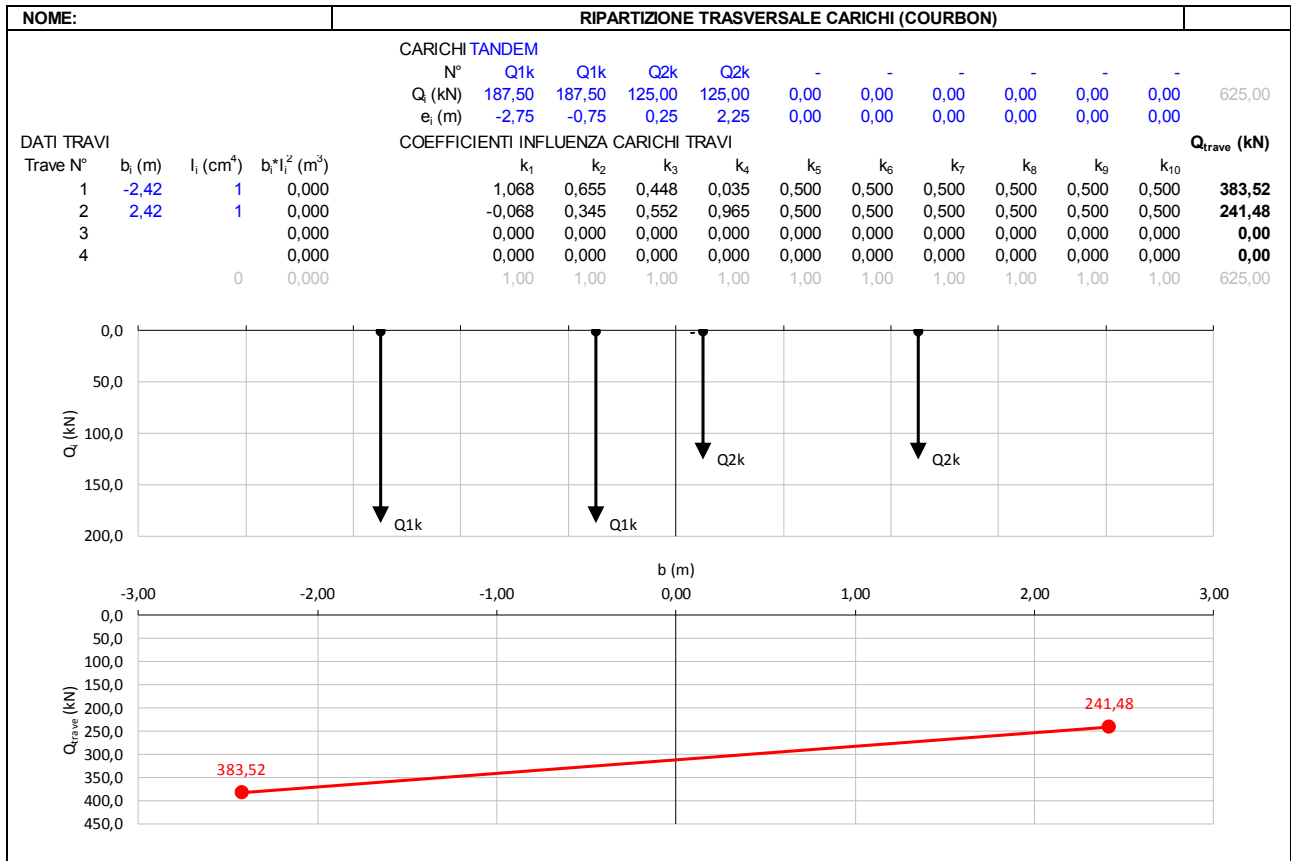 NOME: RIPARTIZIONE TRASVERSALE CARICHI (COURBON)
CARICHI TANDEM
N° Q1k Q1k Q2k Q2k - - - - - -
Qi (kN) 187,50 187,50 125,00 125,00 0,00 0,00 0,00 0,00 0,00 0,00 625,00
ei (m) -2,75 -0,75 0,25 2,25 0,00 0,00 0,00 0,00 0,00 0,00
DATI TRAVI COEFFICIENTI INFLUENZA CARICHI TRAVI Qtrave (kN)
Trave N° bi (m) Ii (cm⁴) bi*Ii² (m³) k1 k2 k3 k4 k5 k6 k7 k8 k9 k10
1 -2,42 1 0,000 1,068 0,655 0,448 0,035 0,500 0,500 0,500 0,500 0,500 0,500 383,52
2 2,42 1 0,000 -0,068 0,345 0,552 0,965 0,500 0,500 0,500 0,500 0,500 0,500 241,48
3 0,000 0,000 0,000 0,000 0,000 0,000 0,000 0,000 0,000 0,000 0,000 0,00
4 0,000 0,000 0,000 0,000 0,000 0,000 0,000 0,000 0,000 0,000 0,000 0,00
0 0,000 1,00 1,00 1,00 1,00 1,00 1,00 1,00 1,00 1,00 1,00 625,00
0,0 -
50,0
100,0
150,0
200,0
Qi (kN)
Q2k Q2k
Q1k Q1k
b (m)
-3,00 -2,00 -1,00 0,00 1,00 2,00 3,00
0,0
50,0
100,0
150,0
200,0
250,0
300,0
350,0
400,0
450,0
Qtrave (kN)
241,48
383,52